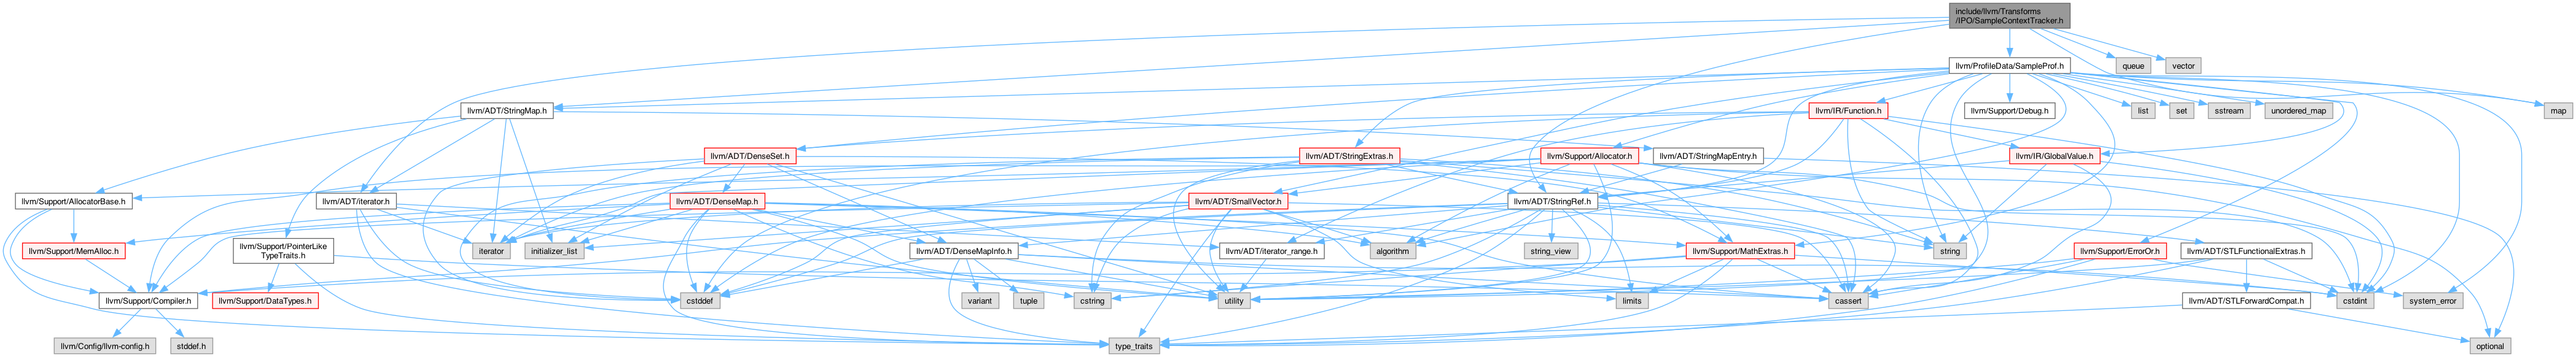 include/llvm/Transforms
/IPO/SampleContextTracker.h
llvm/ProfileData/SampleProf.h
queue
vector
llvm/ADT/StringMap.h
llvm/IR/Function.h
llvm/Support/Debug.h
list
set
sstream
unordered_map
map
llvm/ADT/DenseSet.h
llvm/ADT/StringExtras.h
llvm/Support/Allocator.h
llvm/ADT/StringMapEntry.h
llvm/IR/GlobalValue.h
llvm/Support/AllocatorBase.h
llvm/ADT/iterator.h
llvm/ADT/DenseMap.h
llvm/ADT/SmallVector.h
llvm/ADT/StringRef.h
llvm/Support/MemAlloc.h
llvm/Support/PointerLike
TypeTraits.h
iterator
initializer_list
llvm/ADT/DenseMapInfo.h
llvm/ADT/iterator_range.h
algorithm
string_view
llvm/Support/MathExtras.h
string
llvm/Support/ErrorOr.h
llvm/ADT/STLFunctionalExtras.h
llvm/Support/Compiler.h
llvm/Support/DataTypes.h
cstddef
variant
tuple
cstring
utility
limits
cassert
llvm/ADT/STLForwardCompat.h
cstdint
system_error
llvm/Config/llvm-config.h
stddef.h
type_traits
optional